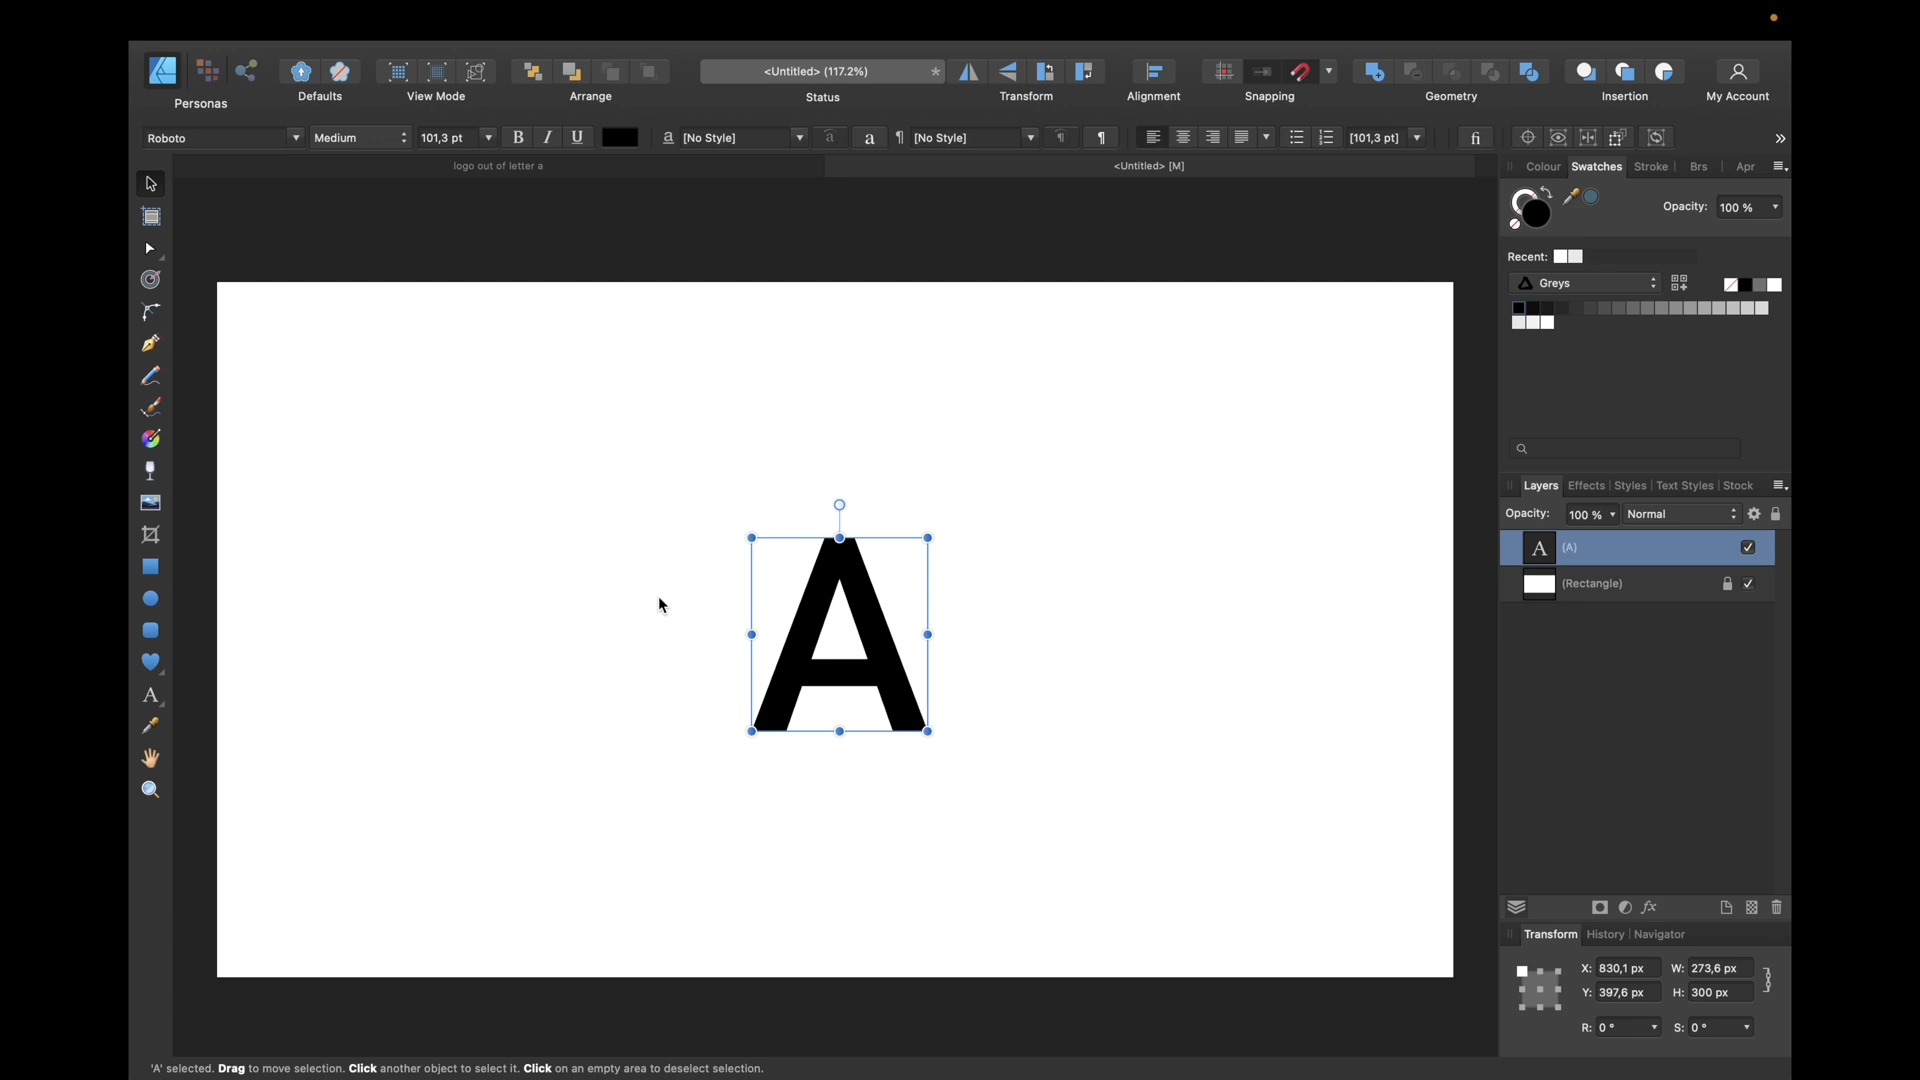 <Untitled> (117.2%)
*
Personas
Defaults
View Mode
Arrange
Status
Transform
Alignment
Snapping
Geometry
Insertion
My Account
Roboto
Medium
101,3 pt
B I U
a [No Style]
a
a
¶ [No Style]
¶
¶
[101,3 pt]
fi
»
logo out of letter a
<Untitled> [M]
Colour
Swatches
Stroke
Brs
Apr
Opacity: 100 %
Recent:
Greys
A
Layers
Effects
Styles
Text Styles
Stock
Opacity: 100 %
Normal
A (A)
(Rectangle)
A
fx
Transform
History
Navigator
X: 830,1 px W: 273,6 px
Y: 397,6 px H: 300 px
R: 0 ° S: 0 °
'A' selected. Drag to move selection. Click another object to select it. Click on an empty area to deselect selection.